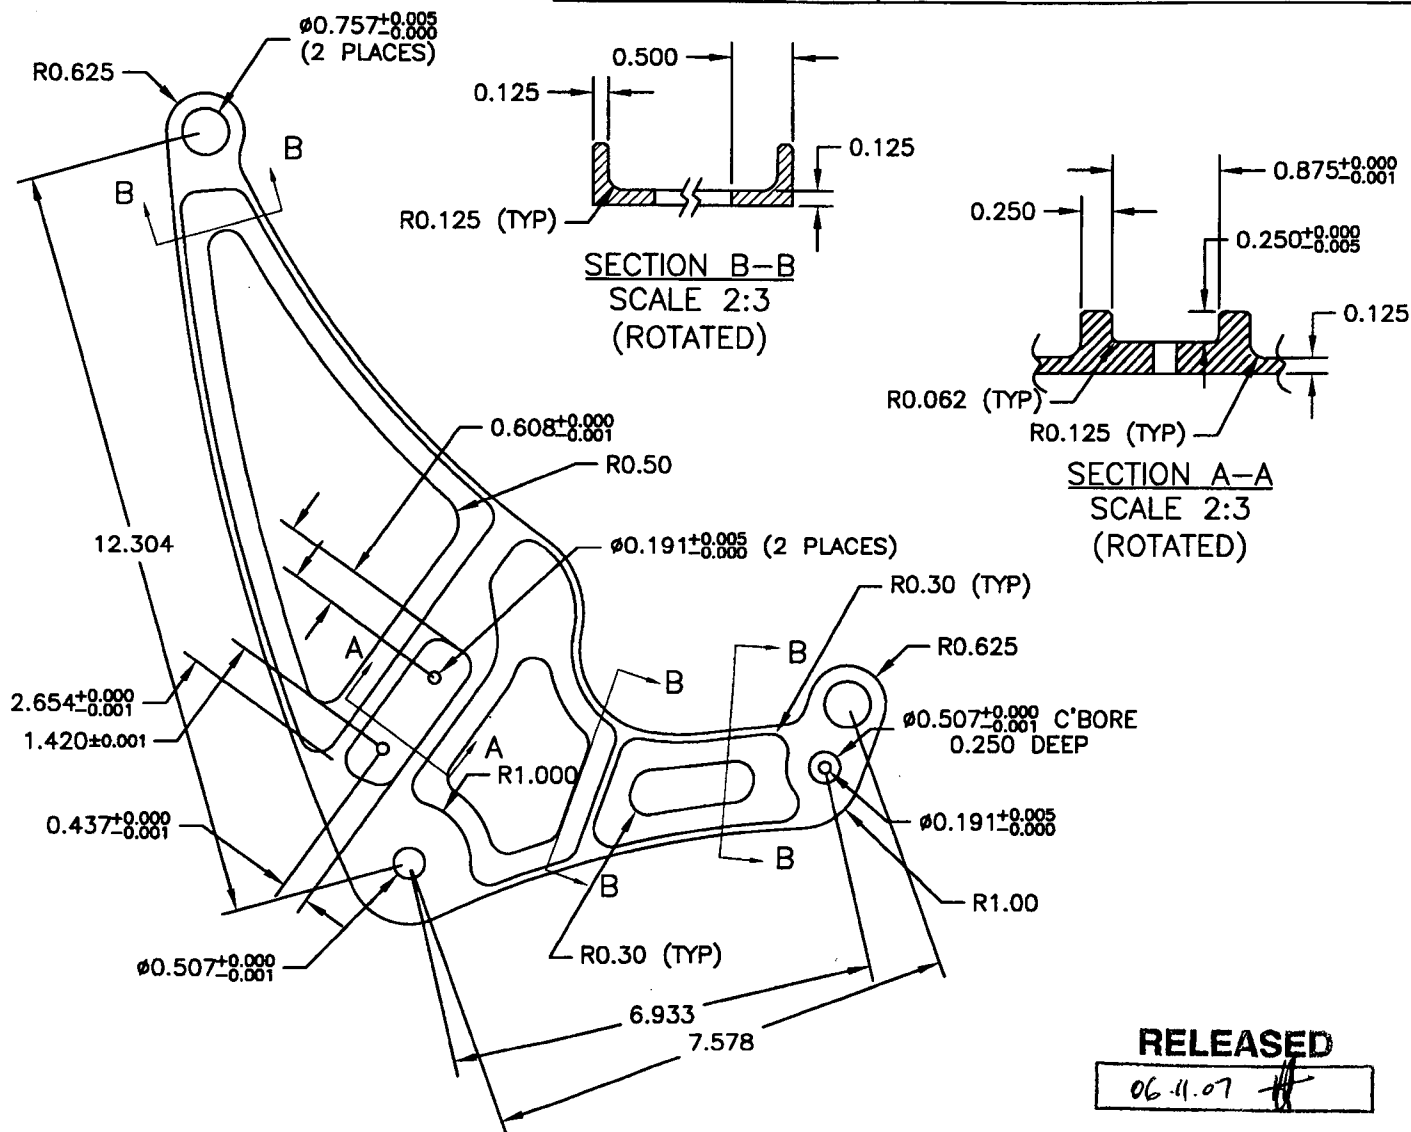 ø0.757+0.005
-0.000
(2 PLACES)
R0.625
B
B
0.500
0.125
0.125
R0.125 (TYP)
SECTION B-B
SCALE 2:3
(ROTATED)
0.875+0.000
-0.001
0.250
0.250+0.000
-0.005
0.125
R0.062 (TYP)
R0.125 (TYP)
SECTION A-A
SCALE 2:3
(ROTATED)
0.608+0.000
-0.001
R0.50
12.304
ø0.191+0.005
-0.000 (2 PLACES)
R0.30 (TYP)
R0.625
A
A
B
B
B
B
2.654+0.000
-0.001
1.420±0.001
R1.000
ø0.507+0.000
-0.001 C'BORE
0.250 DEEP
0.437+0.000
-0.001
ø0.191+0.005
-0.000
R1.00
ø0.507+0.000
-0.001
R0.30 (TYP)
6.933
7.578
RELEASED
06.11.07